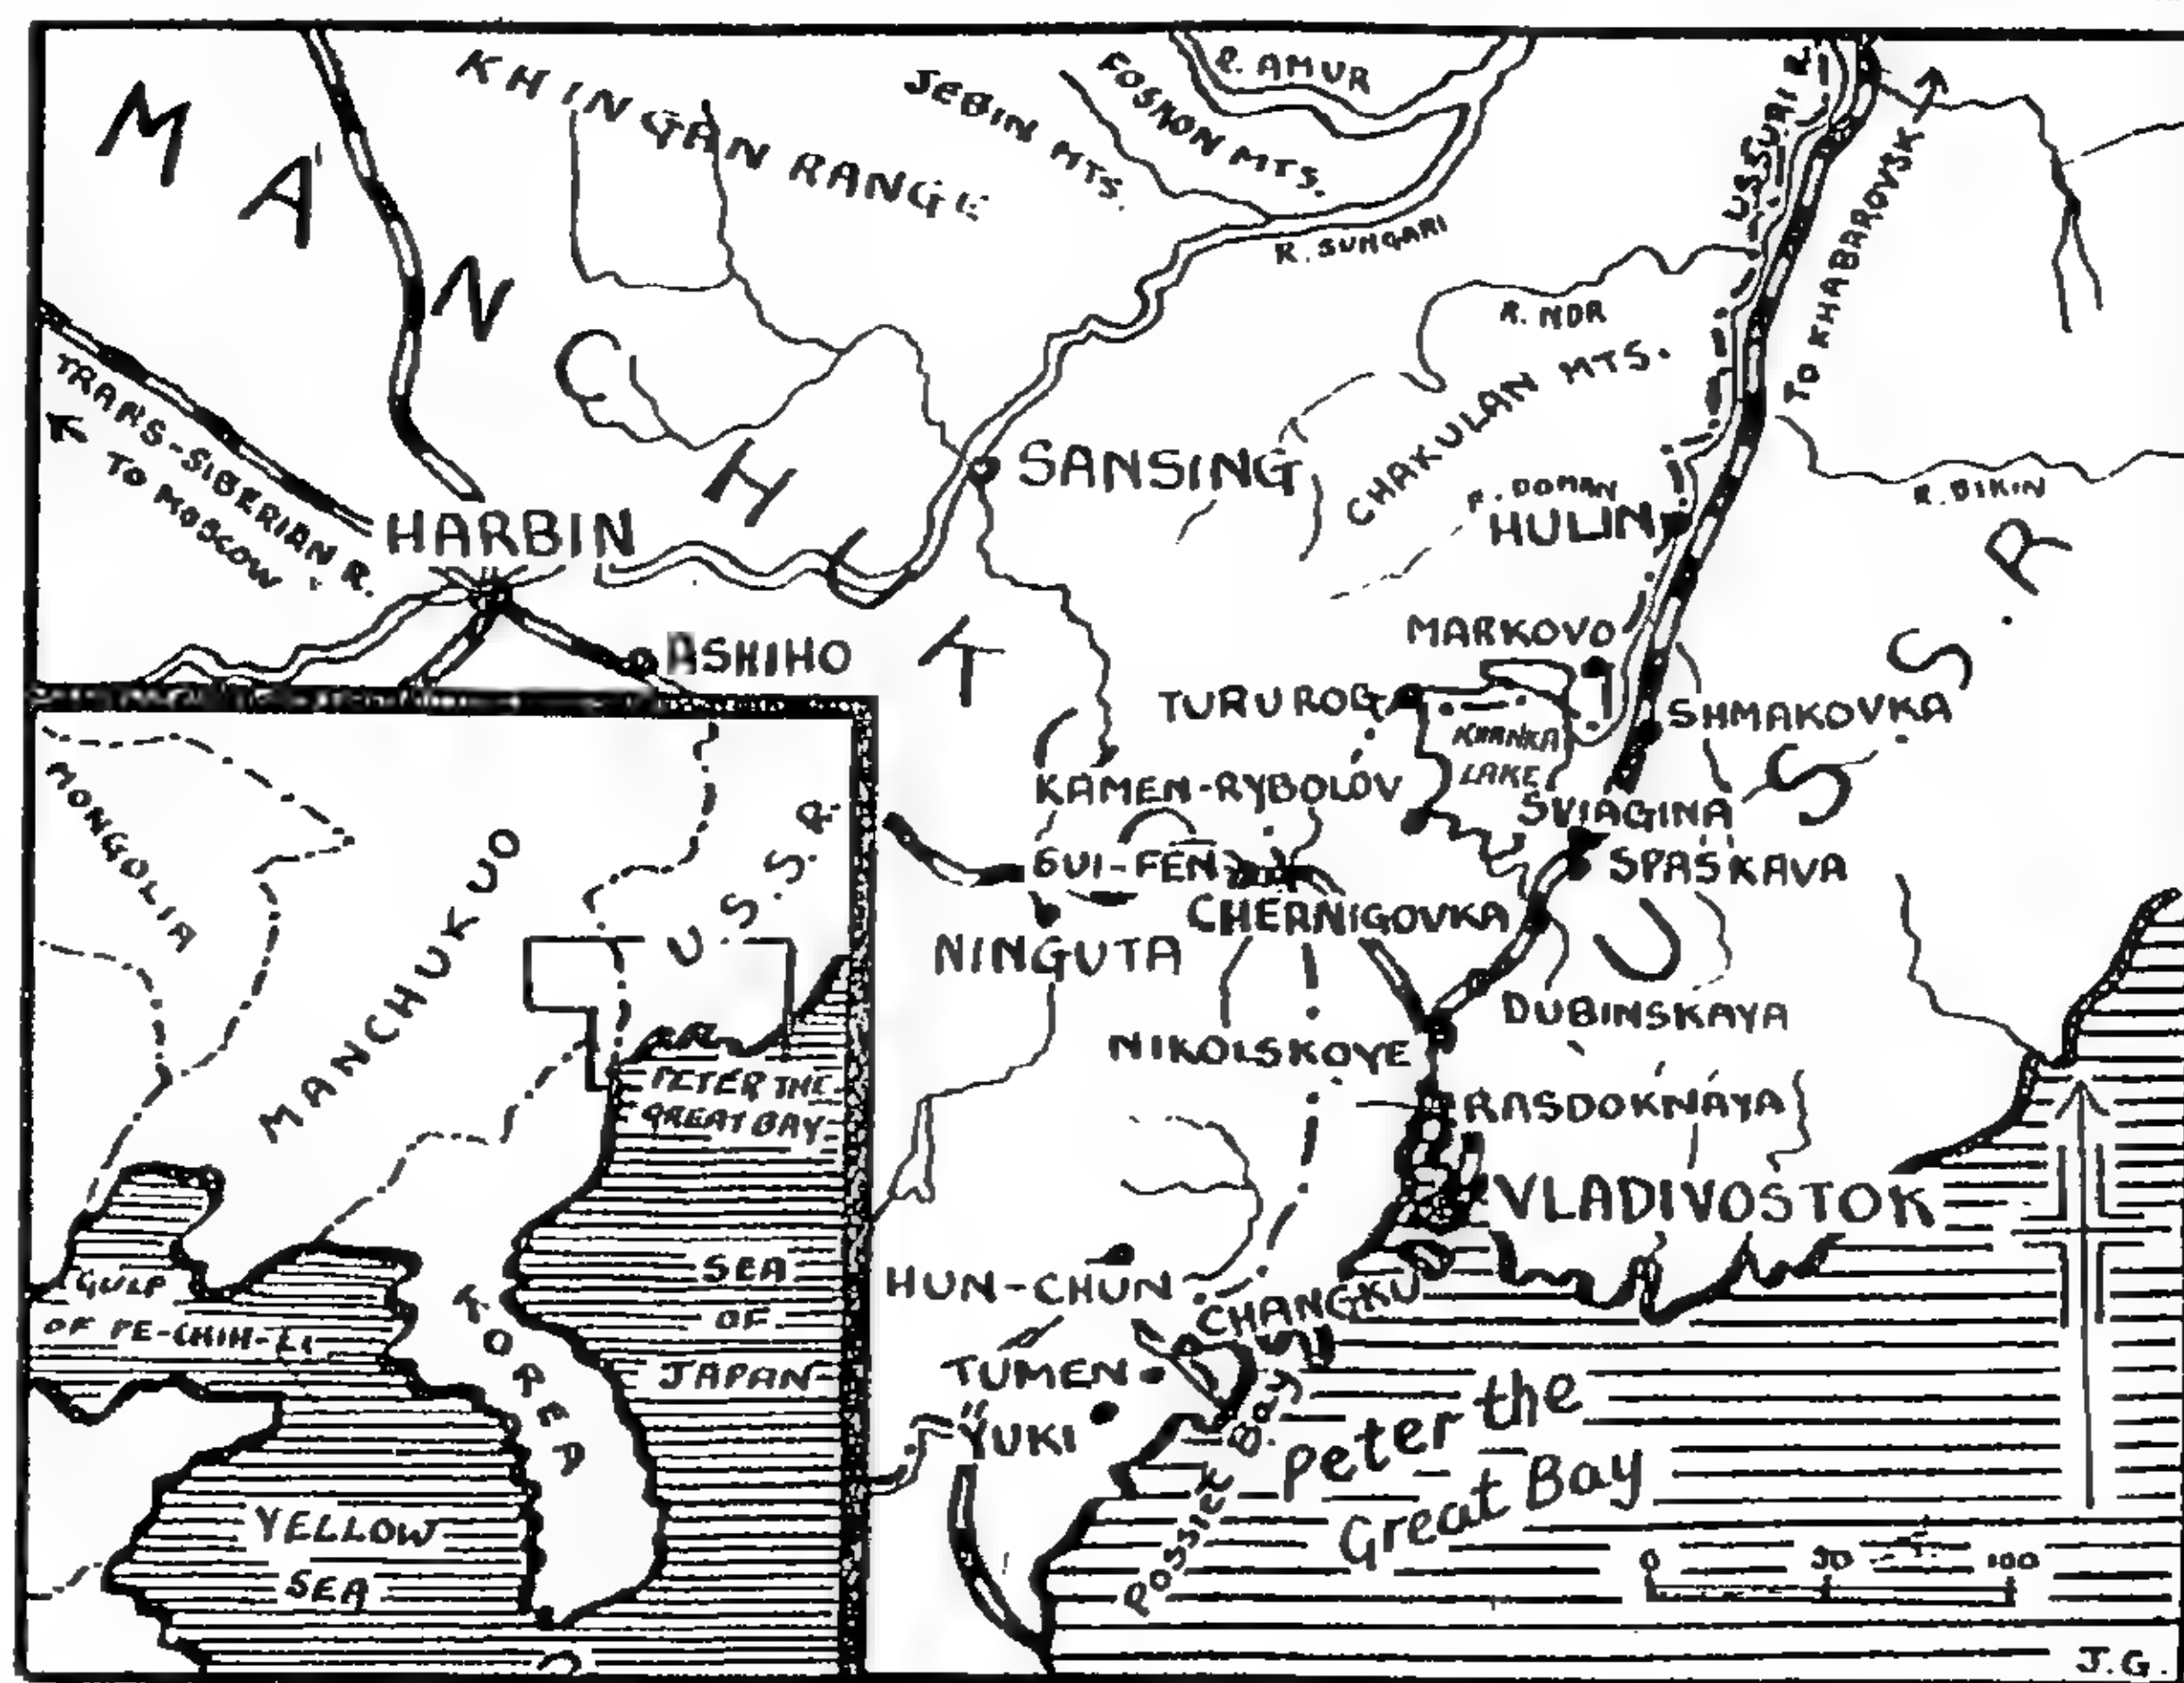 MANCHUKUO
KHINGAN RANGE
JEBIN MTS.
FOSHON MTS.
R. AMUR
R. SUNGARI
USSURI R.
TO KHABAROVSK
R. NOR
CHAKULAN MTS.
TRANS-SIBERIAN R.
TO MOSCOW
SANSING
R. DOMAN
HULIN
R. BIKIN
HARBIN
ASHIHO
MARKOVO
TURUROG
KHANKA
LAKE
SHMAKOVKA
U.S.S.R
KAMEN-RYBOLOV
SVIAGINA
SUI-FEN
SPASKAVA
CHERNIGOVKA
NINGUTA
DUBINSKAYA
NIKOLSKOYE
RASDOKNAYA
VLADIVOSTOK
HUN-CHUN
CHANGKU
TUMEN
YUKI
POSSIET BAY
Peter the
Great Bay
0 50 100
J.G.
MONGOLIA
MANCHUKUO
U.S.S.R.
PETER THE
GREAT BAY
GULF
OF PE-CHIH-LI
KOREA
SEA
OF
JAPAN
YELLOW
SEA